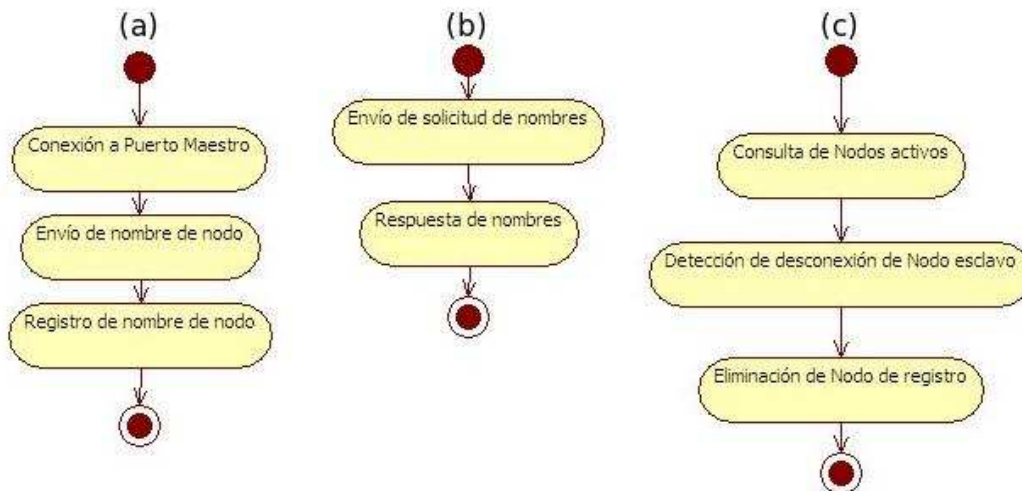 (a)
Conexión a Puerto Maestro
Envío de nombre de nodo
Registro de nombre de nodo
(b)
Envío de solicitud de nombres
Respuesta de nombres
(c)
Consulta de Nodos activos
Detección de desconexión de Nodo esclavo
Eliminación de Nodo de registro